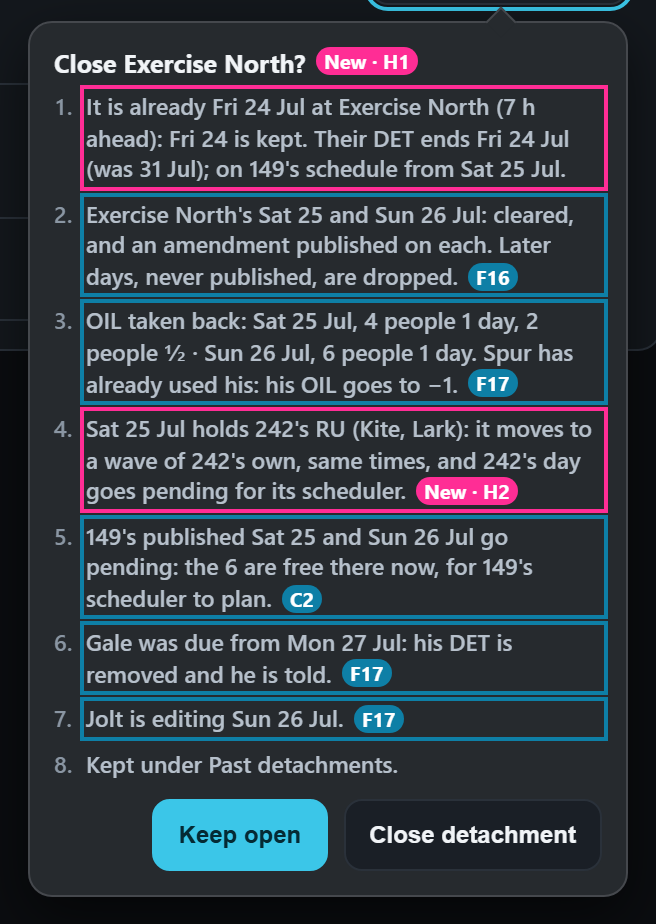 Close Exercise North? New · H1
1. It is already Fri 24 Jul at Exercise North (7 h
ahead): Fri 24 is kept. Their DET ends Fri 24 Jul
(was 31 Jul); on 149's schedule from Sat 25 Jul.
2. Exercise North's Sat 25 and Sun 26 Jul: cleared,
and an amendment published on each. Later
days, never published, are dropped. F16
3. OIL taken back: Sat 25 Jul, 4 people 1 day, 2
people ½ · Sun 26 Jul, 6 people 1 day. Spur has
already used his: his OIL goes to −1. F17
4. Sat 25 Jul holds 242's RU (Kite, Lark): it moves to
a wave of 242's own, same times, and 242's day
goes pending for its scheduler. New · H2
5. 149's published Sat 25 and Sun 26 Jul go
pending: the 6 are free there now, for 149's
scheduler to plan. C2
6. Gale was due from Mon 27 Jul: his DET is
removed and he is told. F17
7. Jolt is editing Sun 26 Jul. F17
8. Kept under Past detachments.
Keep open Close detachment